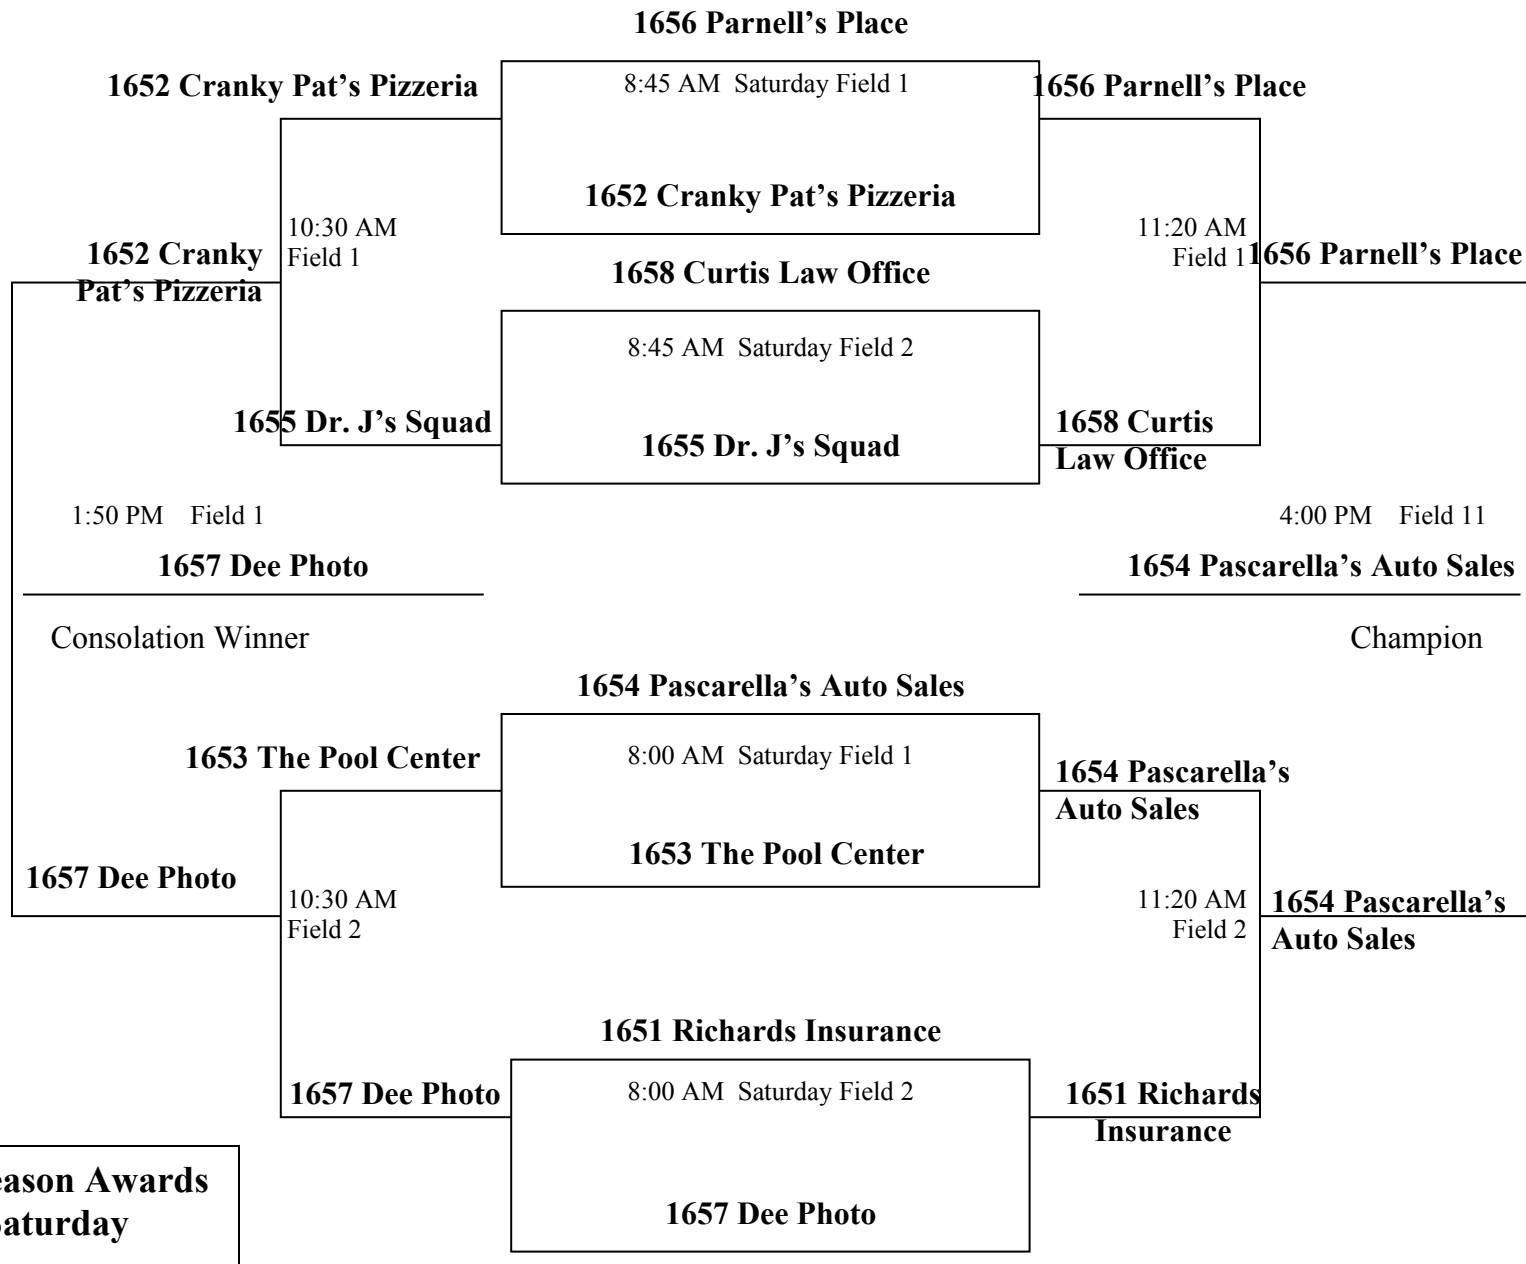 1656 Parnell’s Place
1652 Cranky Pat’s Pizzeria
8:45 AM  Saturday Field 1
1656 Parnell’s Place
1652 Cranky Pat’s Pizzeria
10:30 AM
Field 1
11:20 AM
Field 1
1652 Cranky
Pat’s Pizzeria
1656 Parnell’s Place
1658 Curtis Law Office
8:45 AM  Saturday Field 2
1655 Dr. J’s Squad
1655 Dr. J’s Squad
1658 Curtis
Law Office
1:50 PM    Field 1
4:00 PM    Field 11
1657 Dee Photo
1654 Pascarella’s Auto Sales
Consolation Winner
Champion
1654 Pascarella’s Auto Sales
1653 The Pool Center
8:00 AM  Saturday Field 1
1654 Pascarella’s
Auto Sales
1653 The Pool Center
1657 Dee Photo
10:30 AM
Field 2
11:20 AM
Field 2
1654 Pascarella’s
Auto Sales
1651 Richards Insurance
1657 Dee Photo
8:00 AM  Saturday Field 2
1651 Richards
Insurance
1657 Dee Photo
eason Awards
aturday